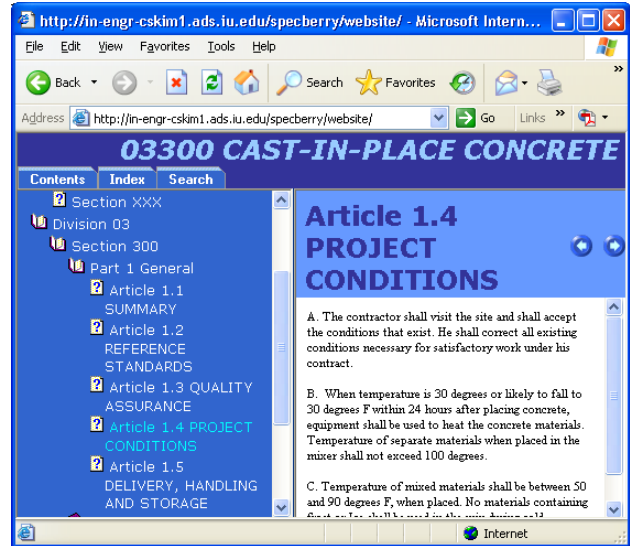 http://in-engr-cskim1.ads.iu.edu/specberry/website/ - Microsoft Intern...
File Edit View Favorites Tools Help
Back Search Favorites »
Address http://in-engr-cskim1.ads.iu.edu/specberry/website/ Go Links »
03300 CAST-IN-PLACE CONCRETE
Contents Index Search
Section XXX
Division 03
Section 300
Part 1 General
Article 1.1
SUMMARY
Article 1.2
REFERENCE
STANDARDS
Article 1.3 QUALITY
ASSURANCE
Article 1.4 PROJECT
CONDITIONS
Article 1.5
DELIVERY, HANDLING
AND STORAGE
Article 1.4
PROJECT
CONDITIONS
A. The contractor shall visit the site and shall accept
the conditions that exist. He shall correct all existing
conditions necessary for satisfactory work under his
contract.
B. When temperature is 30 degrees or likely to fall to
30 degrees F within 24 hours after placing concrete,
equipment shall be used to heat the concrete materials.
Temperature of separate materials when placed in the
mixer shall not exceed 100 degrees.
C. Temperature of mixed materials shall be between 50
and 90 degrees F, when placed. No materials containing
Internet